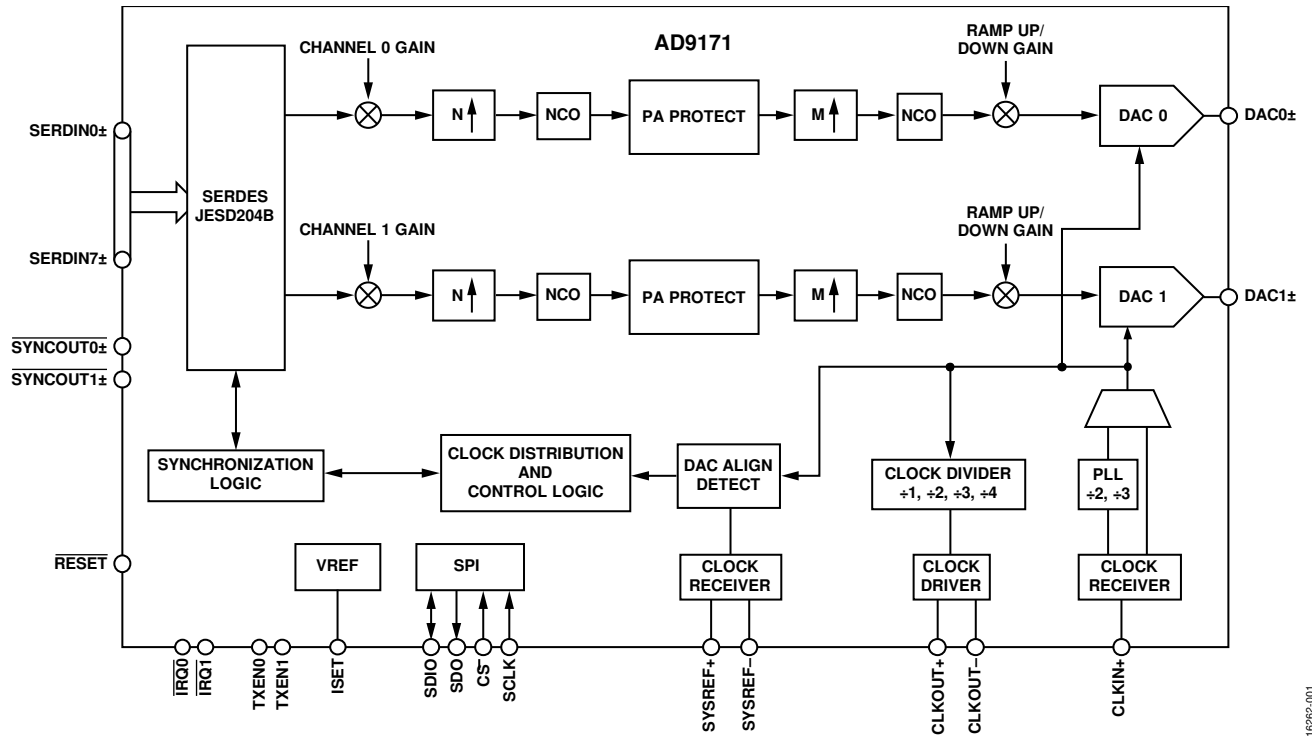 AD9171
CHANNEL 0 GAIN
RAMP UP/
DOWN GAIN
SERDIN0±
SERDIN7±
SERDES
JESD204B
N
NCO
PA PROTECT
M
NCO
DAC 0
DAC0±
CHANNEL 1 GAIN
RAMP UP/
DOWN GAIN
N
NCO
PA PROTECT
M
NCO
DAC 1
DAC1±
SYNCOUT0±
SYNCOUT1±
SYNCHRONIZATION
LOGIC
CLOCK DISTRIBUTION
AND
CONTROL LOGIC
DAC ALIGN
DETECT
CLOCK DIVIDER
÷1, ÷2, ÷3, ÷4
PLL
÷2, ÷3
RESET
VREF
SPI
CLOCK
RECEIVER
CLOCK
DRIVER
CLOCK
RECEIVER
IRQ0
IRQ1
TXEN0
TXEN1
ISET
SDIO
SDO
CS
SCLK
SYSREF+
SYSREF–
CLKOUT+
CLKOUT–
CLKIN+
16262-001